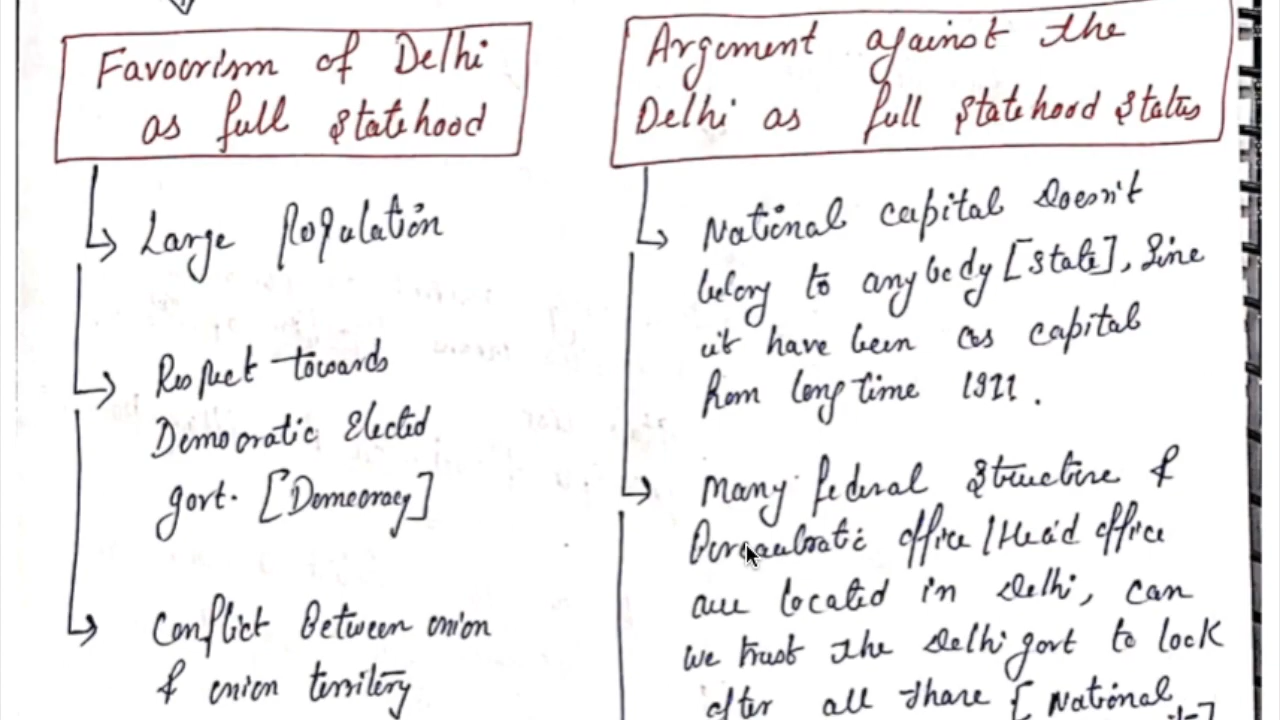 Favourism of Delhi
as full statehood
Large Population
Respect towards
Democratic Elected
govt. [Democracy]
Conflict Between union
& union territory
Argument against the
Delhi as full statehood status
National capital Doesn't
belong to anybody [state], Sine
it have been as capital
from long time 1911.
Many federal structure &
Bureaucratic office / Head office
are located in Delhi, can
we trust the Delhi govt to look
after all these [National